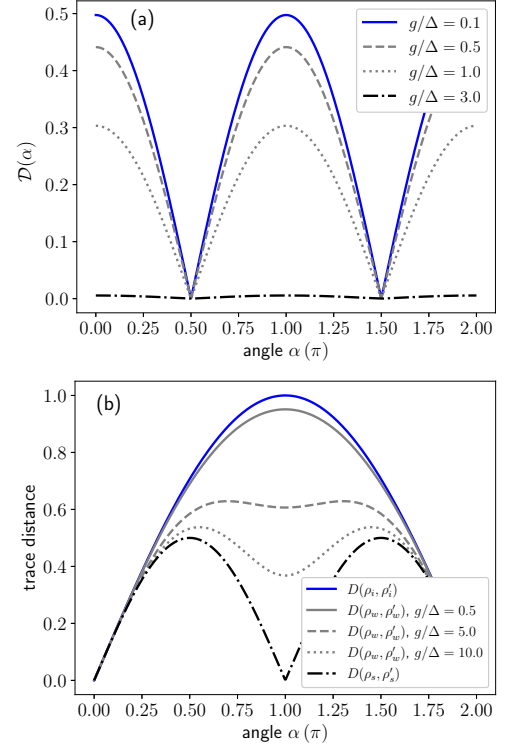 (a)
g/Δ = 0.1
g/Δ = 0.5
g/Δ = 1.0
g/Δ = 3.0
0.5
0.4
0.3
0.2
0.1
0.0
𝒟(α)
0.00 0.25 0.50 0.75 1.00 1.25 1.50 1.75 2.00
angle α (π)
(b)
1.0
0.8
0.6
0.4
0.2
0.0
trace distance
D(ρ_i, ρ′_i)
D(ρ_w, ρ′_w), g/Δ = 0.5
D(ρ_w, ρ′_w), g/Δ = 5.0
D(ρ_w, ρ′_w), g/Δ = 10.0
D(ρ_s, ρ′_s)
0.00 0.25 0.50 0.75 1.00 1.25 1.50 1.75 2.00
angle α (π)